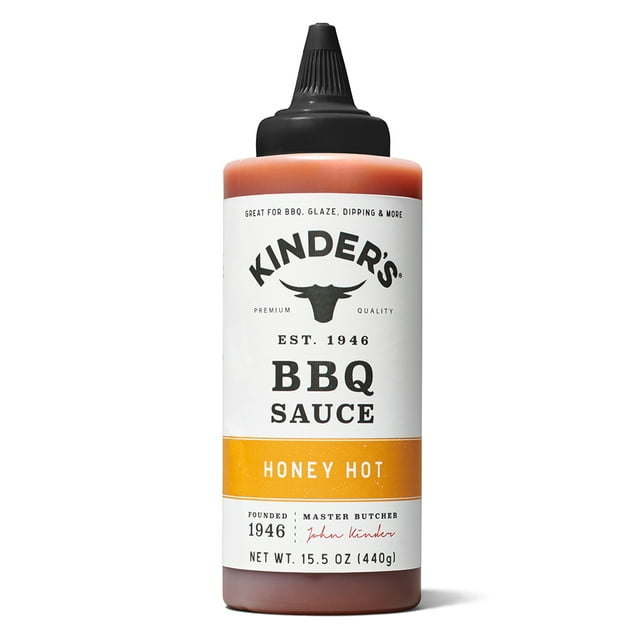 GREAT FOR BBQ, GLAZE, DIPPING & MORE
KINDER'S®
PREMIUM QUALITY
EST. 1946
BBQ
SAUCE
HONEY HOT
FOUNDED
1946
MASTER BUTCHER
John Kinder
NET WT. 15.5 OZ (440g)